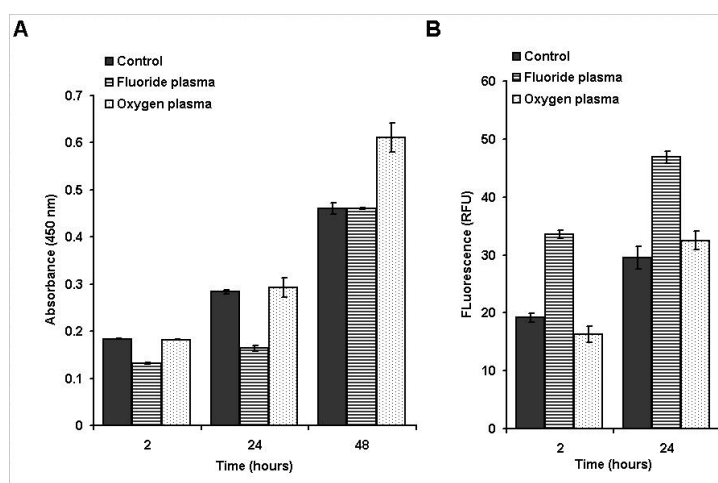 A
Control
Fluoride plasma
Oxygen plasma
0.7
0.6
0.5
0.4
0.3
0.2
0.1
0
Absorbance (450 nm)
2 24 48
Time (hours)
B
Control
Fluoride plasma
Oxygen plasma
60
50
40
30
20
10
0
FLuorescence (RFU)
2 24
Time (hours)